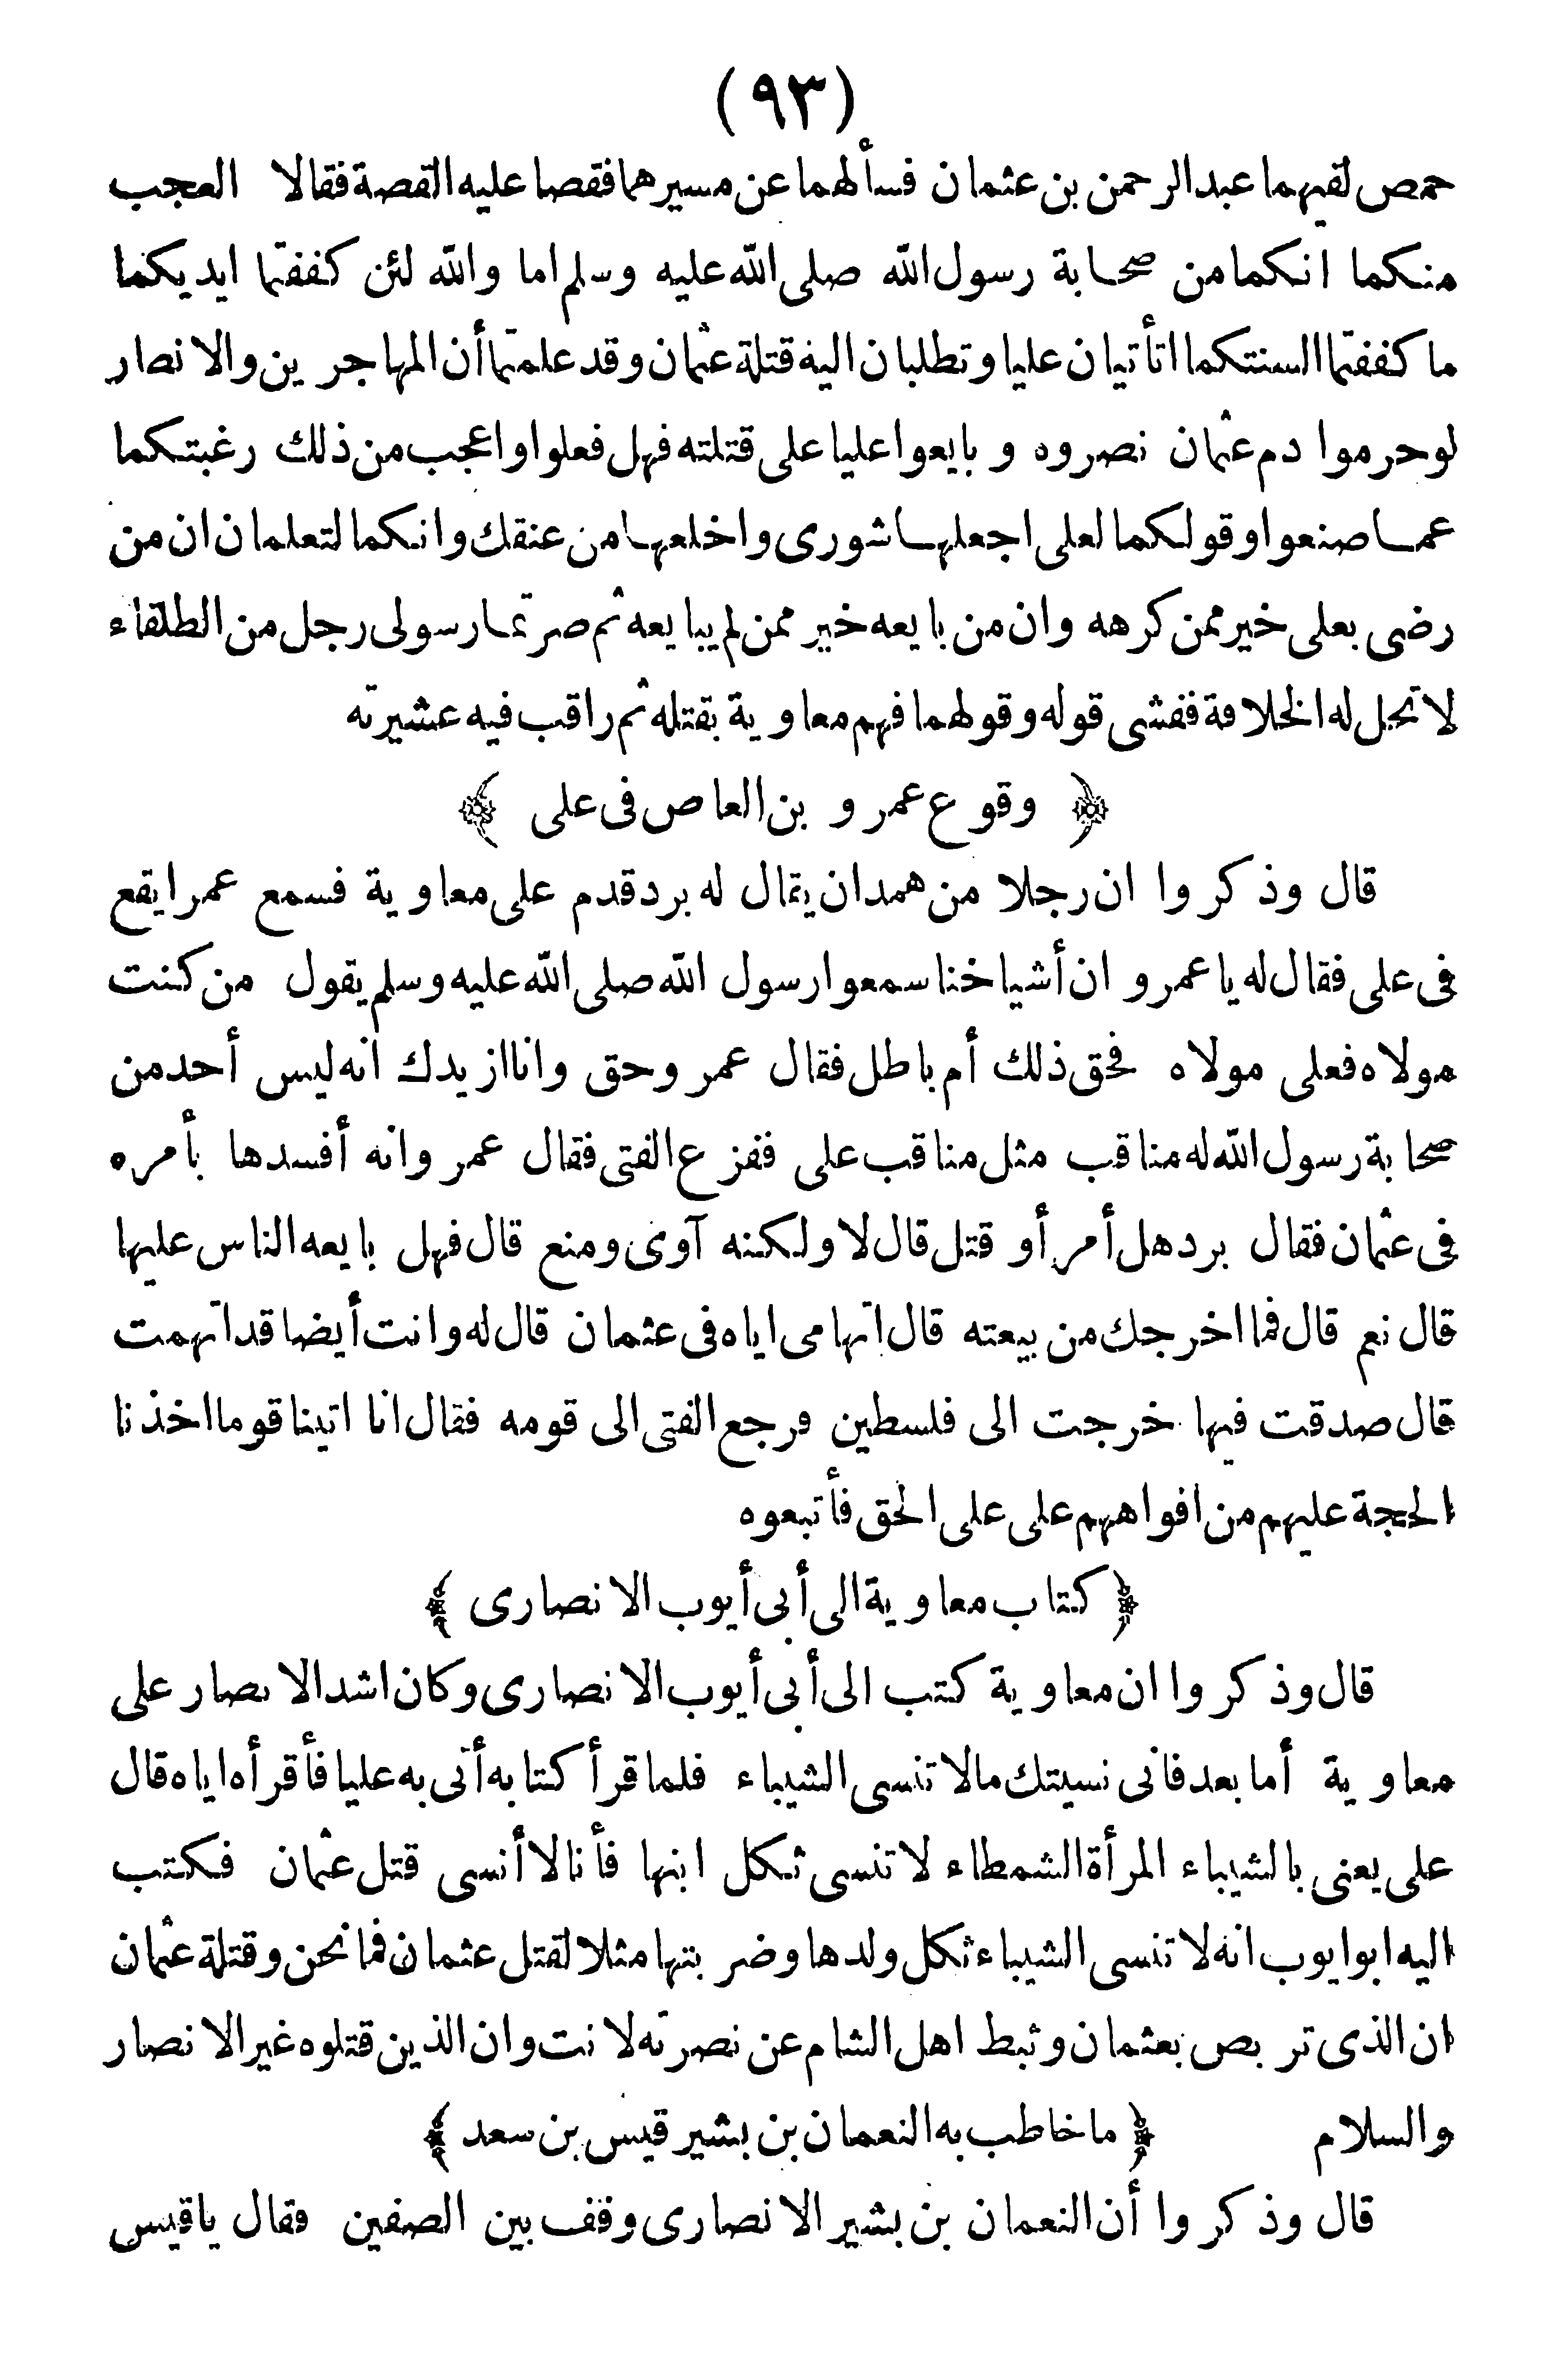 (٩٣)
حمص لقيهما عبد الرحمن بن عثمان فسألهما عن مسيرهما فقصا عليه القصة فقالا العجب
منكما انكما من صحابة رسول الله صلى الله عليه وسلم اما والله لئن كففتما ايديكما
ما كففتما السنتكما اتأتيان عليا وتطلبان اليه قتلة عثمان وقد علمتما أن المهاجرين والانصار
لو حرموا دم عثمان نصروه وبايعوا عليا على قتلته فهل فعلوا واعجب من ذلك رغبتكما
عما صنعوا وقولكما لعلى اجعلها شورى واخلعها من عنقك وانكما لتعلمان ان من
رضى بعلى خير ممن كرهه وان من بايعه خير ممن لم يبايعه ثم صرتما رسولى رجل من الطلقاء
لا تحل له الخلافة ففشى قوله وقولهما فهم معاوية بقتله ثم راقب فيه عشيرته
﴿ وقوع عمرو بن العاص فى على ﴾
قال وذكروا ان رجلا من همدان يقال له برد قدم على معاوية فسمع عمرا يقع
فى على فقال له يا عمرو ان أشياخنا سمعوا رسول الله صلى الله عليه وسلم يقول من كنت
مولاه فعلى مولاه فحق ذلك أم باطل فقال عمرو حق وانا ازيدك انه ليس أحد من
صحابة رسول الله له مناقب مثل مناقب على ففزع الفتى فقال عمرو انه أفسدها بأمره
فى عثمان فقال برد هل أمر أو قتل قال لا ولكنه آوى ومنع قال فهل بايعه الناس عليها
قال نعم قال فما اخرجك من بيعته قال اتهامى اياه فى عثمان قال له وانت أيضا قد اتهمت
قال صدقت فيها خرجت الى فلسطين فرجع الفتى الى قومه فقال انا اتينا قوما اخذنا
الحجة عليهم من افواههم على على الحق فأتبعوه
﴿ كتاب معاوية الى أبى أيوب الانصارى ﴾
قال وذكروا ان معاوية كتب الى أبى أيوب الانصارى وكان اشد الانصار على
معاوية أما بعد فانى نسيتك مالا تنسى الشيباء فلما قرأ كتابه أتى به عليا فأقرأه اياه قال
على يعنى بالشيباء المرأة الشمطاء لا تنسى ثكل ابنها فأنا لا أنسى قتل عثمان فكتب
اليه ابو ايوب انه لا تنسى الشيباء ثكل ولدها وضربتها مثلا لقتل عثمان فما نحن وقتلة عثمان
ان الذى تربص بعثمان وثبط اهل الشام عن نصرته لانت وان الذين قتلوه غير الانصار
والسلام ﴿ ما خاطب به النعمان بن بشير قيس بن سعد ﴾
قال وذكروا أن النعمان بن بشير الانصارى وقف بين الصفين فقال يا قيس